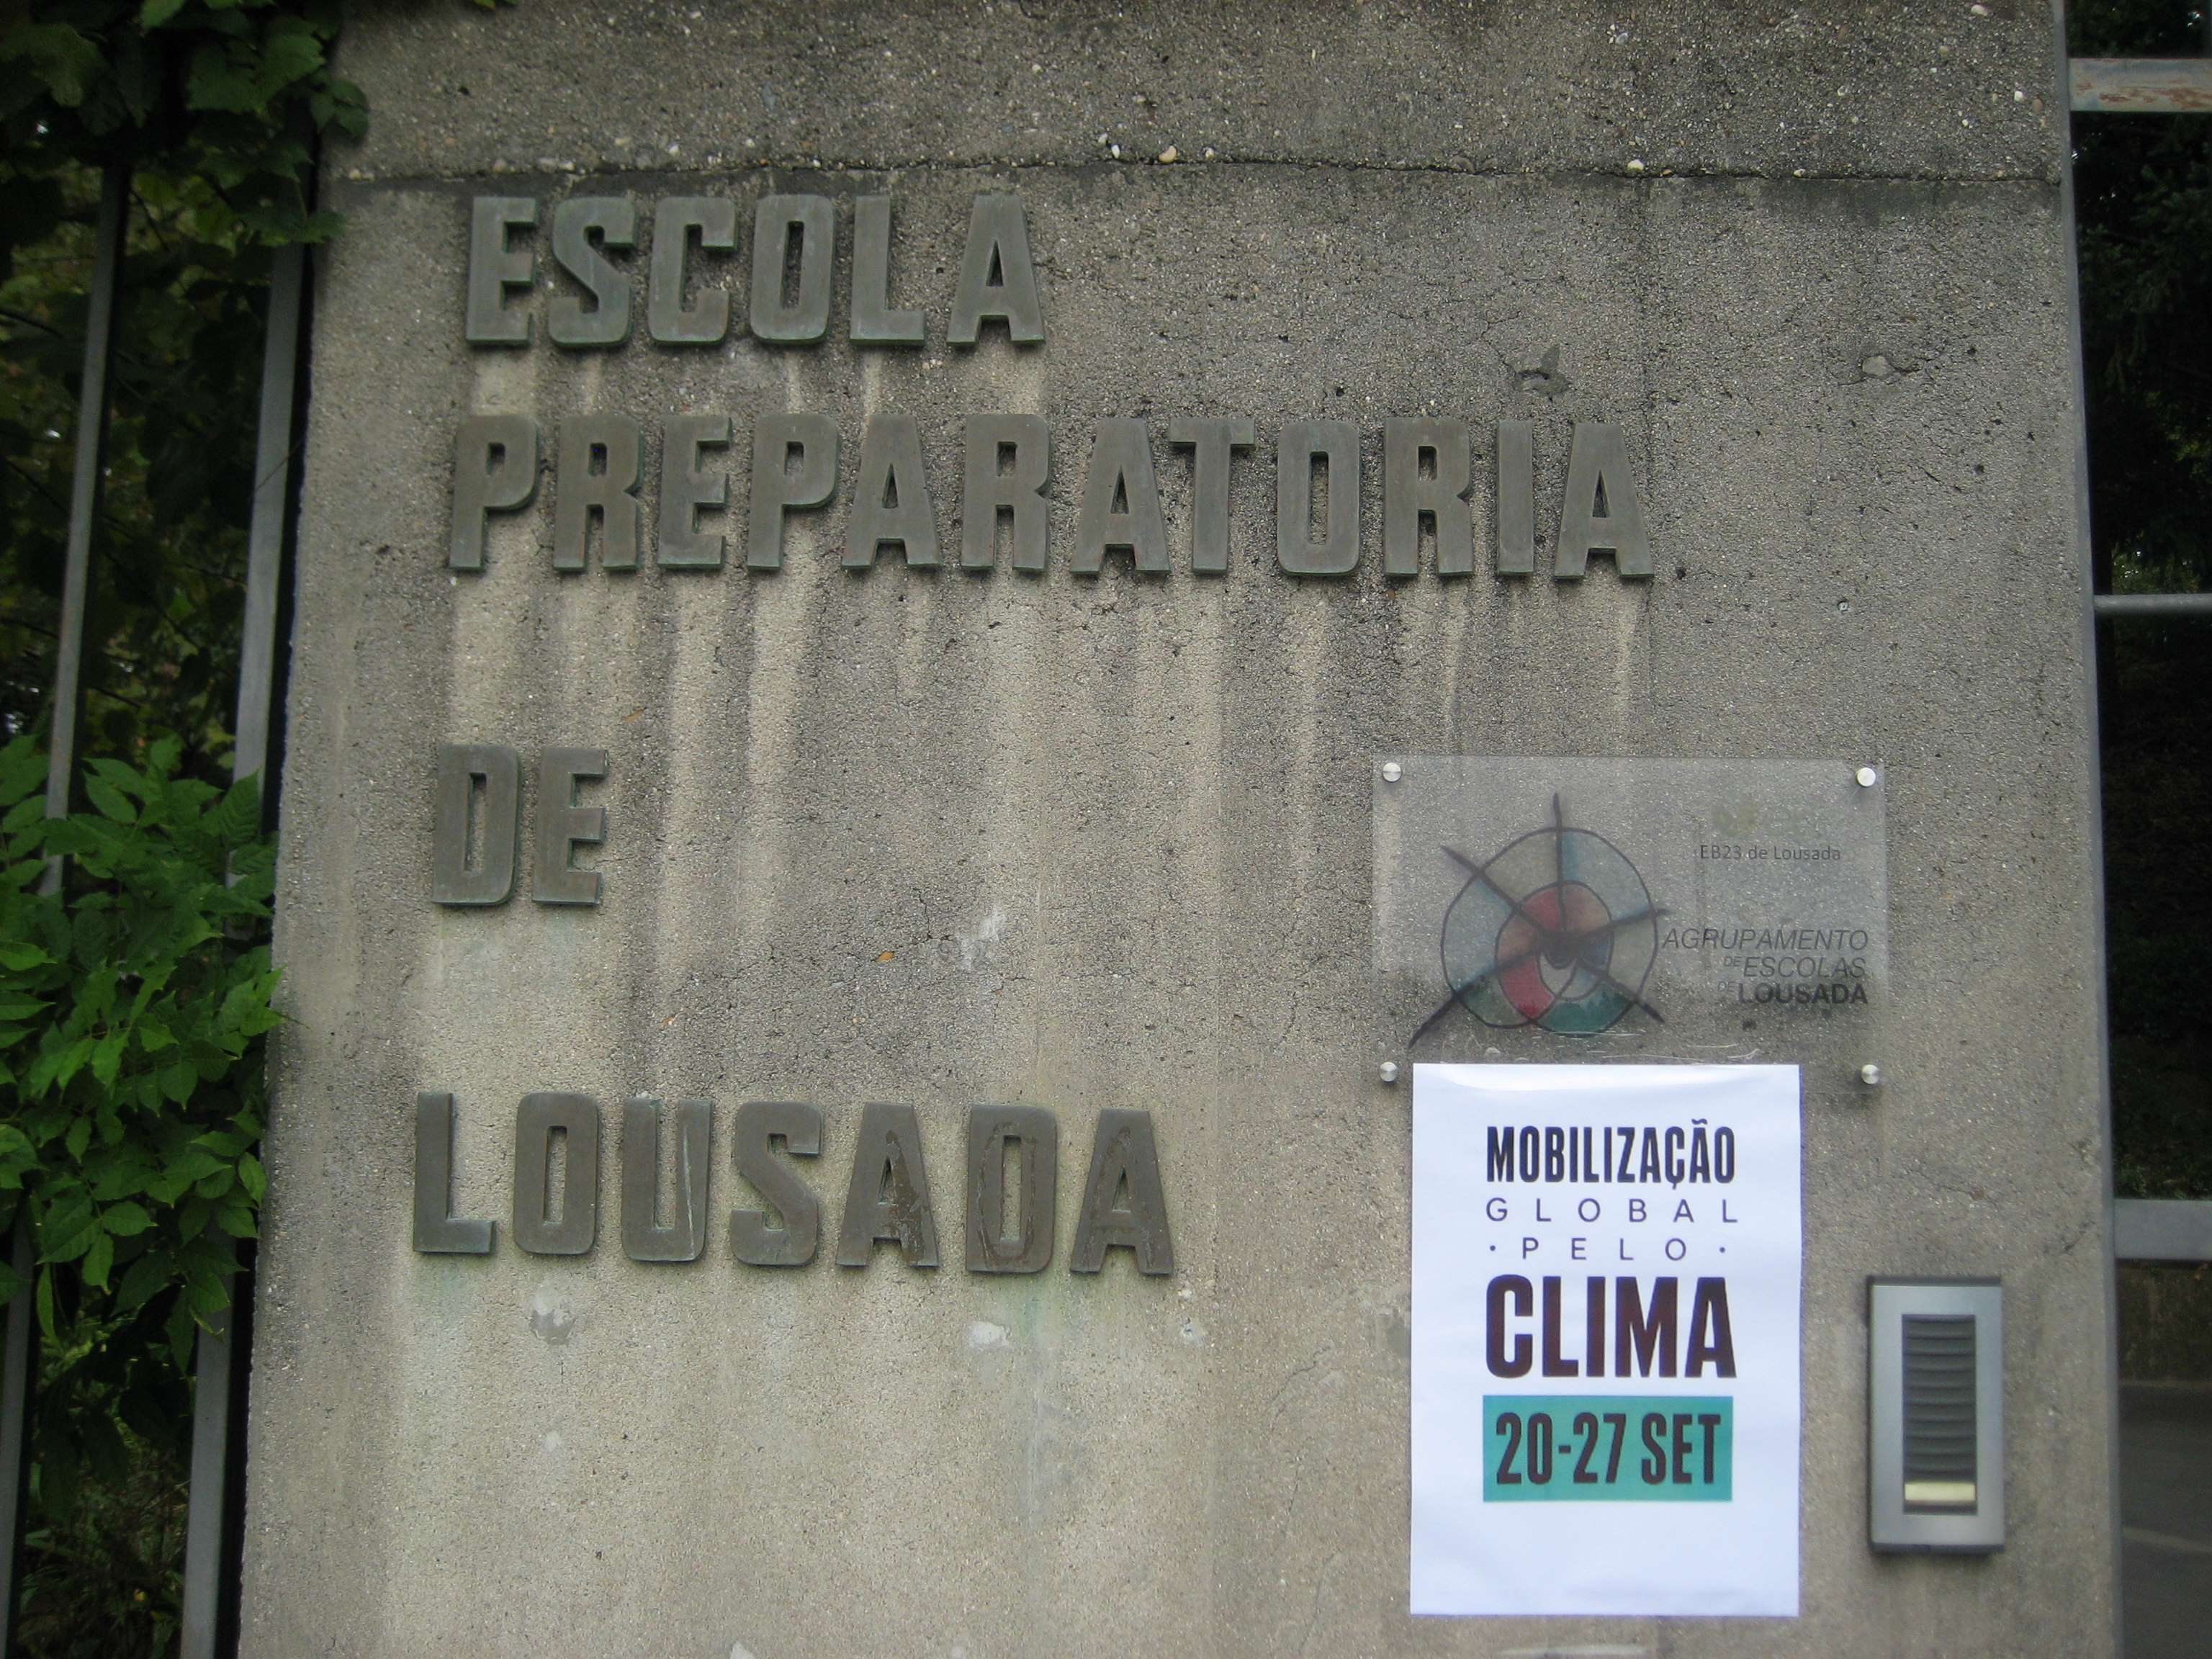 ESCOLA
PREPARATORIA
DE
LOUSADA
EB23 de Lousada
AGRUPAMENTO
DE ESCOLAS
DE LOUSADA
MOBILIZAÇÃO
GLOBAL
· PELO ·
CLIMA
20-27 SET